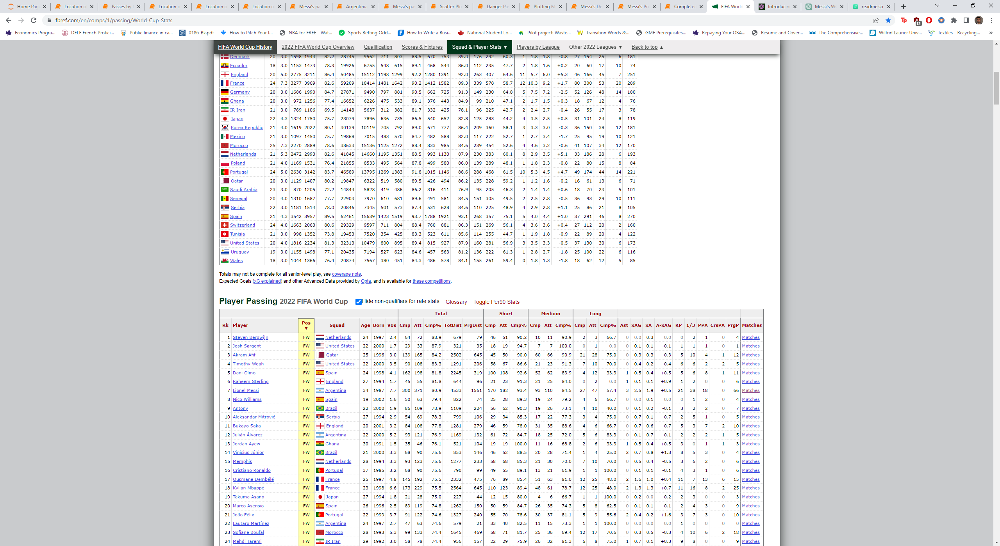 Home Pag
Location o
Passes by
Location o
Location o
Location o
Messi's pa
Argentinia
Messi's pa
Scatter Plo
Danger Pa
Plotting M
Messi's De
Messi's Pr
Completed
FIFA World
Introducin
Messi's W
readme.so
fbref.com/en/comps/1/passing/World-Cup-Stats
12
Economics Progra...
DELF French Profici...
Public finance in ca...
0186_Bk.pdf
How to Pitch Your I...
NBA for FREE - Wat...
Sports Betting Odd...
How to Write a Busi...
National Student Lo...
Pilot project: Waste...
Transition Words &...
GMF Prerequisites...
Repaying Your OSA...
Resume and Cover...
The Comprehensive...
Wilfrid Laurier Univ...
Textiles - Recycling...
FIFA World Cup History 2022 FIFA World Cup Overview Qualification Scores & Fixtures Squad & Player Stats ▼ Players by League Other 2022 Leagues ▼ Back to top ▲
Denmark 20 3.0 1598 1944 82.2 28745 9562 711 803 88.5 670 753 89.0 176 292 60.3 1 1.8 1.8 -0.8 27 154 25 6 181
Ecuador 18 3.0 1153 1473 78.3 19926 6755 548 615 89.1 468 544 86.0 112 235 47.7 2 1.8 1.6 +0.2 20 60 17 10 74
England 20 5.0 2775 3211 86.4 50485 15112 1198 1299 92.2 1280 1391 92.0 263 407 64.6 11 5.7 6.0 +5.3 46 166 45 7 251
France 24 7.3 3277 3969 82.6 59209 18414 1481 1642 90.2 1412 1582 89.3 339 578 58.7 12 10.3 9.2 +1.7 80 300 53 20 289
Germany 20 3.0 1686 1990 84.7 27871 9490 797 881 90.5 662 725 91.3 149 230 64.8 5 7.5 7.2 -2.5 52 126 48 14 180
Ghana 20 3.0 972 1256 77.4 16652 6226 475 533 89.1 376 443 84.9 99 210 47.1 2 1.7 1.5 +0.3 18 67 12 4 76
IR Iran 21 3.0 769 1106 69.5 14148 5637 312 382 81.7 332 425 78.1 96 225 42.7 2 2.4 2.7 -0.4 26 55 17 3 78
Japan 22 4.3 1324 1750 75.7 23079 7896 636 735 86.5 540 652 82.8 125 283 44.2 4 3.5 2.5 +0.5 31 101 24 8 119
Korea Republic 21 4.0 1619 2022 80.1 30139 10119 705 792 89.0 671 777 86.4 209 360 58.1 3 3.3 3.0 -0.3 36 150 38 12 181
Mexico 21 3.0 1097 1450 75.7 19868 7015 483 570 84.7 482 588 82.0 117 222 52.7 1 2.7 3.4 -1.7 25 95 19 10 121
Morocco 25 7.3 2270 2889 78.6 38633 15136 1125 1272 88.4 833 985 84.6 239 454 52.6 4 4.6 3.2 -0.6 41 107 34 12 170
Netherlands 21 5.3 2472 2993 82.6 41845 14660 1195 1351 88.5 993 1130 87.9 230 383 60.1 8 2.9 3.5 +5.1 33 186 28 6 193
Poland 21 4.0 1169 1531 76.4 21855 8533 495 564 87.8 499 580 86.0 139 289 48.1 1 1.8 2.3 -0.8 22 80 15 8 84
Portugal 24 5.0 2630 3142 83.7 46589 13795 1269 1383 91.8 1015 1146 88.6 288 468 61.5 10 5.3 4.5 +4.7 49 174 44 14 221
Qatar 20 3.0 1129 1407 80.2 19847 6322 519 580 89.5 426 494 86.2 135 228 59.2 1 1.2 1.6 -0.2 16 61 13 6 71
Saudi Arabia 23 3.0 870 1205 72.2 14844 5828 419 486 86.2 316 411 76.9 95 205 46.3 2 1.4 1.4 +0.6 18 70 23 5 101
Senegal 20 4.0 1310 1687 77.7 22903 7970 610 681 89.6 491 581 84.5 151 305 49.5 2 2.5 2.8 -0.5 36 93 29 10 111
Serbia 22 3.0 1181 1514 78.0 20846 7345 501 573 87.4 531 628 84.6 110 225 48.9 4 2.9 2.8 +1.1 25 86 21 8 105
Spain 21 4.3 3542 3957 89.5 62461 15639 1423 1519 93.7 1788 1921 93.1 268 357 75.1 5 4.0 4.4 +1.0 37 291 46 8 270
Switzerland 24 4.0 1663 2063 80.6 29329 9597 711 804 88.4 760 881 86.3 151 269 56.1 4 3.6 3.6 +0.4 27 112 20 2 160
Tunisia 21 3.0 998 1352 73.8 19453 7520 354 425 83.3 523 611 85.6 114 255 44.7 1 1.9 1.8 -0.9 22 89 20 4 122
United States 20 4.0 1816 2234 81.3 32313 10479 800 895 89.4 815 927 87.9 160 281 56.9 3 3.5 3.3 -0.5 37 130 30 6 173
Uruguay 19 3.0 1155 1498 77.1 20435 7194 527 623 84.6 457 563 81.2 136 222 61.3 1 2.8 2.7 -1.8 25 100 22 6 116
Wales 18 3.0 1044 1366 76.4 20874 7567 380 451 84.3 486 578 84.1 155 261 59.4 0 1.8 1.3 -1.8 18 62 12 5 85
Totals may not be complete for all senior-level play, see coverage note.
Expected Goals (xG explained) and other Advanced Data provided by Opta, and is available for these competitions.
Player Passing 2022 FIFA World Cup Hide non-qualifiers for rate stats Glossary Toggle Per90 Stats
Total Short Medium Long
Rk Player Pos ▼ Squad Age Born 90s Cmp Att Cmp% TotDist PrgDist Cmp Att Cmp% Cmp Att Cmp% Cmp Att Cmp% Ast xAG xA A-xAG KP 1/3 PPA CrsPA PrgP Matches
1 Steven Bergwijn FW Netherlands 24 1997 2.4 64 72 88.9 679 79 46 51 90.2 10 11 90.9 2 3 66.7 0 0.0 0.3 0.0 0 2 1 0 4 Matches
2 Josh Sargent FW United States 22 2000 1.7 29 33 87.9 321 35 18 19 94.7 7 7 100.0 0 1 0.0 0 0.1 0.1 -0.1 1 1 1 0 1 Matches
3 Akram Afif FW Qatar 25 1996 3.0 139 165 84.2 2502 645 45 50 90.0 60 66 90.9 21 28 75.0 0 0.3 0.3 -0.3 5 10 4 1 12 Matches
4 Timothy Weah FW United States 22 2000 3.5 90 108 83.3 1291 206 58 67 86.6 21 23 91.3 7 10 70.0 0 0.4 0.2 -0.4 6 6 2 2 5 Matches
5 Dani Olmo FW Spain 24 1998 4.1 162 198 81.8 2245 319 100 108 92.6 52 62 83.9 4 12 33.3 1 0.5 0.4 +0.5 5 6 8 1 11 Matches
6 Raheem Sterling FW England 27 1994 1.7 45 55 81.8 644 96 21 23 91.3 21 25 84.0 0 2 0.0 1 0.1 0.1 +0.9 1 2 0 0 6 Matches
7 Lionel Messi FW Argentina 34 1987 7.7 300 371 80.9 4533 1561 170 182 93.4 93 110 84.5 27 47 57.4 3 2.5 1.9 +0.5 21 38 18 0 66 Matches
8 Nico Williams FW Spain 19 2002 1.6 50 63 79.4 822 74 25 28 89.3 19 24 79.2 4 6 66.7 0 0.0 0.1 0.0 0 1 2 0 4 Matches
9 Antony FW Brazil 22 2000 1.9 86 109 78.9 1109 224 56 62 90.3 19 26 73.1 4 10 40.0 0 0.1 0.2 -0.1 3 2 2 0 7 Matches
10 Aleksandar Mitrović FW Serbia 27 1994 2.9 54 69 78.3 799 106 29 34 85.3 17 22 77.3 3 4 75.0 0 0.7 0.1 -0.7 2 5 1 0 5 Matches
11 Bukayo Saka FW England 20 2001 3.2 84 108 77.8 1281 279 46 59 78.0 31 35 88.6 4 6 66.7 0 0.7 0.6 -0.7 5 3 7 2 10 Matches
12 Julián Álvarez FW Argentina 22 2000 5.2 93 121 76.9 1169 132 61 72 84.7 18 25 72.0 5 6 83.3 0 0.1 0.7 -0.1 2 2 2 1 5 Matches
13 Jordan Ayew FW Ghana 30 1991 1.5 35 46 76.1 521 104 19 19 100.0 11 16 68.8 2 6 33.3 1 0.5 0.4 +0.5 3 0 1 1 3 Matches
14 Vinicius Júnior FW Brazil 21 2000 3.3 68 90 75.6 853 146 46 52 88.5 20 28 71.4 1 4 25.0 2 0.7 0.8 +1.3 8 5 3 0 4 Matches
15 Memphis FW Netherlands 28 1994 3.3 93 123 75.6 1277 233 58 68 85.3 21 30 70.0 7 10 70.0 0 0.5 0.4 -0.5 3 6 2 0 6 Matches
16 Cristiano Ronaldo FW Portugal 37 1985 3.2 68 90 75.6 790 99 49 55 89.1 13 21 61.9 1 1 100.0 0 0.1 0.1 -0.1 4 3 1 0 6 Matches
17 Ousmane Dembélé FW France 25 1997 4.8 145 192 75.5 2332 475 76 89 85.4 51 63 81.0 12 25 48.0 2 1.6 1.0 +0.4 11 7 13 6 15 Matches
18 Kylian Mbappé FW France 23 1998 6.6 173 229 75.5 2564 645 110 123 89.4 48 61 78.7 12 25 48.0 2 1.3 1.3 +0.7 11 16 8 2 25 Matches
19 Takuma Asano FW Japan 27 1994 1.8 21 28 75.0 227 44 12 15 80.0 4 6 66.7 1 1 100.0 0 0.2 0.0 -0.2 2 3 0 0 3 Matches
20 Marco Asensio FW Spain 26 1996 2.5 89 119 74.8 1262 150 50 59 84.7 26 35 74.3 5 8 62.5 0 0.1 0.1 -0.1 2 4 3 0 9 Matches
21 João Félix FW Portugal 22 1999 3.7 91 122 74.6 1327 240 55 70 78.6 30 37 81.1 5 9 55.6 2 0.4 0.2 +1.6 3 7 3 0 10 Matches
22 Lautaro Martínez FW Argentina 24 1997 2.7 47 63 74.6 579 21 33 40 82.5 11 15 73.3 1 1 100.0 0 0.0 0.0 0.0 1 0 0 0 0 Matches
23 Sofiane Boufal FW Morocco 28 1993 5.3 99 133 74.4 1645 469 58 71 81.7 25 36 69.4 12 17 70.6 0 0.3 0.5 -0.3 4 10 6 2 18 Matches
24 Mehdi Taremi FW IR Iran 29 1992 3.0 58 78 74.4 956 157 22 29 75.9 26 32 81.3 6 8 75.0 1 0.7 0.1 +0.3 9 8 0 0 9 Matches